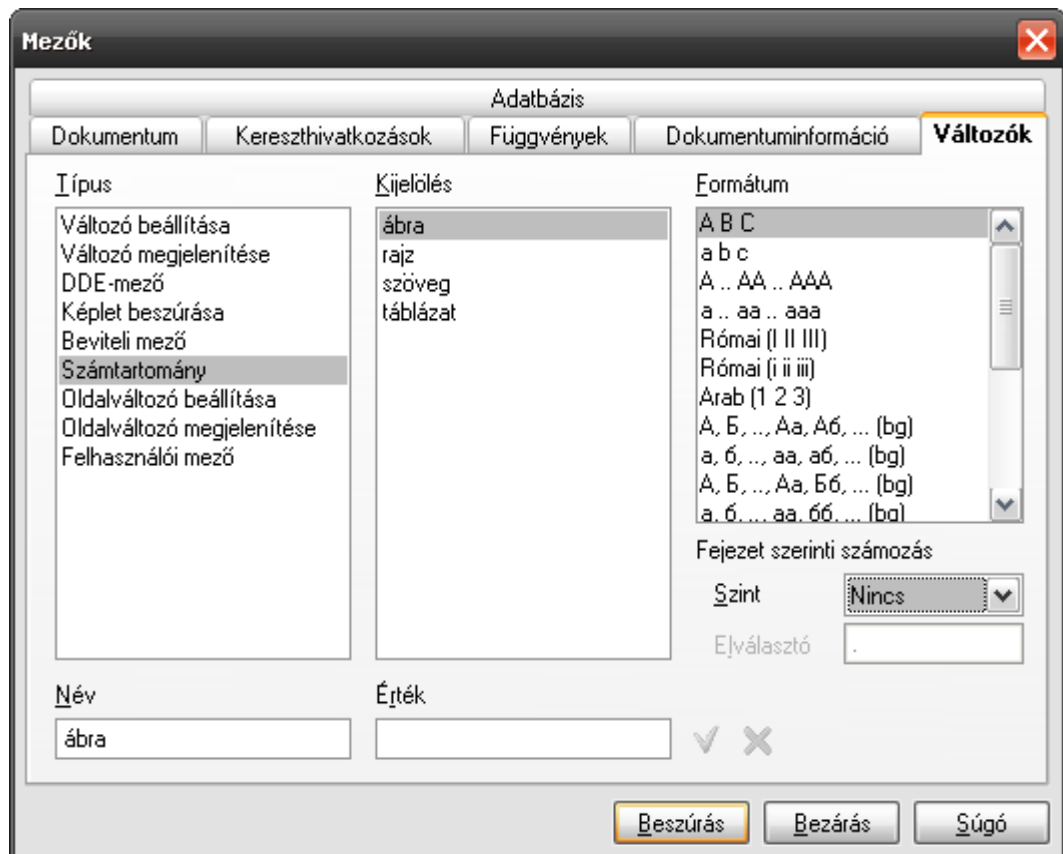 Mezők
Adatbázis
Dokumentum
Kereszthivatkozások
Függvények
Dokumentuminformáció
Változók
Típus
Változó beállítása
Változó megjelenítése
DDE-mező
Képlet beszúrása
Beviteli mező
Számtartomány
Oldalváltozó beállítása
Oldalváltozó megjelenítése
Felhasználói mező
Kijelölés
ábra
rajz
szöveg
táblázat
Formátum
A B C
a b c
A .. AA .. AAA
a .. aa .. aaa
Római (I II III)
Római (i ii iii)
Arab (1 2 3)
А, Б, .., Аа, Аб, ... (bg)
а, б, .., аа, аб, ... (bg)
А, Б, .., Аа, Бб, ... (bg)
а, б, .., аа, бб, ... (bg)
Fejezet szerinti számozás
Szint
Nincs
Elválasztó
.
Név
ábra
Érték
Beszúrás
Bezárás
Súgó